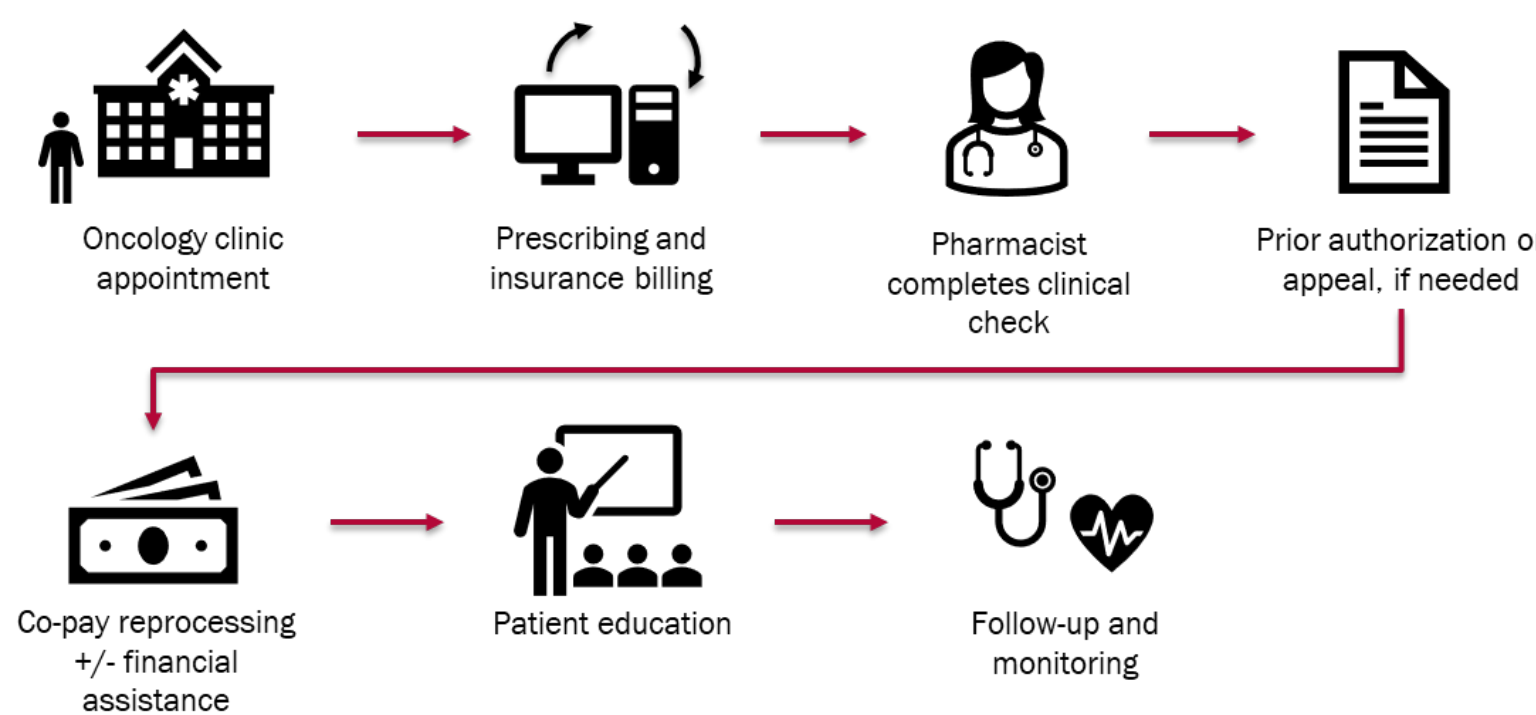 Oncology clinic
appointment
Prescribing and
insurance billing
Pharmacist
completes clinical
check
Prior authorization o
appeal, if needed
Co-pay reprocessing
+/- financial
assistance
Patient education
Follow-up and
monitoring